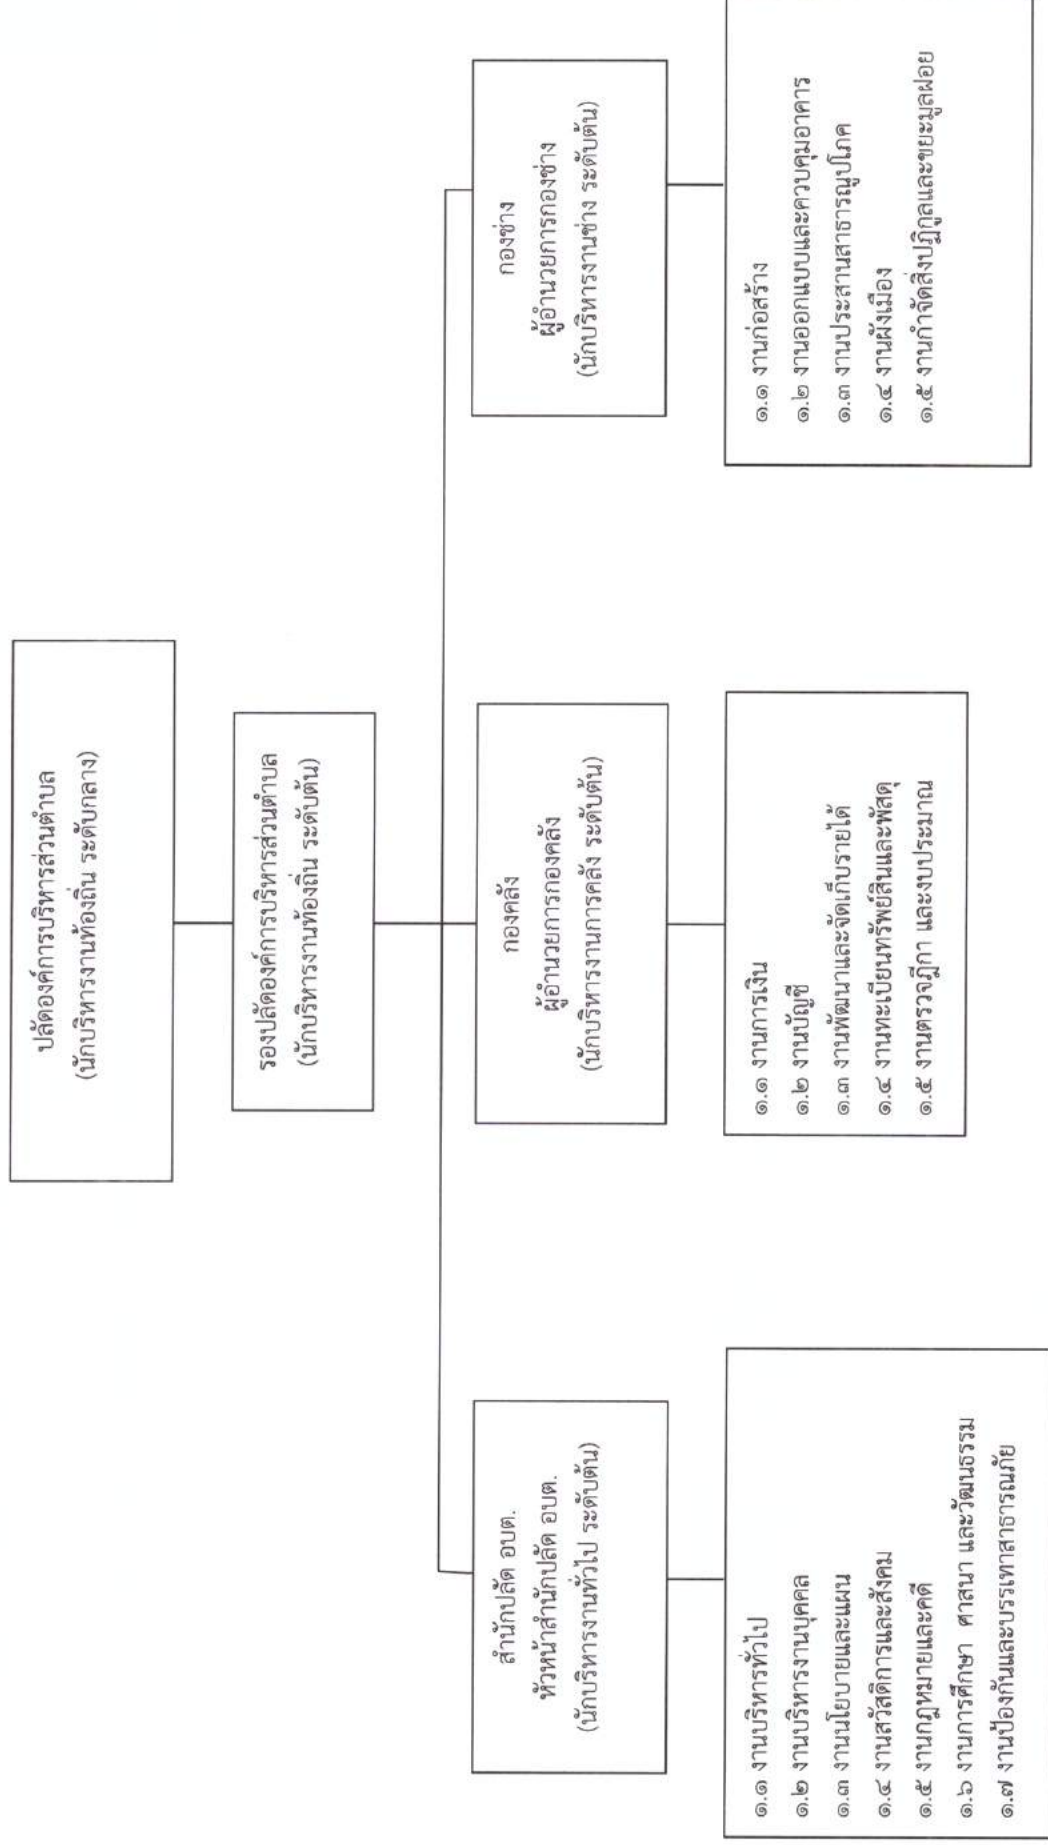 ปลัดองค์การบริหารส่วนตำบล
(นักบริหารงานท้องถิ่น ระดับกลาง)
รองปลัดองค์การบริหารส่วนตำบล
(นักบริหารงานท้องถิ่น ระดับต้น)
สำนักปลัด อบต.
หัวหน้าสำนักปลัด อบต.
(นักบริหารงานทั่วไป ระดับต้น)
๑.๑ งานบริหารทั่วไป
๑.๒ งานบริหารงานบุคคล
๑.๓ งานนโยบายและแผน
๑.๔ งานสวัสดิการและสังคม
๑.๕ งานกฎหมายและคดี
๑.๖ งานการศึกษา ศาสนา และวัฒนธรรม
๑.๗ งานป้องกันและบรรเทาสาธารณภัย
กองคลัง
ผู้อำนวยการกองคลัง
(นักบริหารงานการคลัง ระดับต้น)
๑.๑ งานการเงิน
๑.๒ งานบัญชี
๑.๓ งานพัฒนาและจัดเก็บรายได้
๑.๔ งานทะเบียนทรัพย์สินและพัสดุ
๑.๕ งานตรวจฎีกา และงบประมาณ
กองช่าง
ผู้อำนวยการกองช่าง
(นักบริหารงานช่าง ระดับต้น)
๑.๑ งานก่อสร้าง
๑.๒ งานออกแบบและควบคุมอาคาร
๑.๓ งานประสานสาธารณูปโภค
๑.๔ งานผังเมือง
๑.๕ งานกำจัดสิ่งปฏิกูลและขยะมูลฝอย